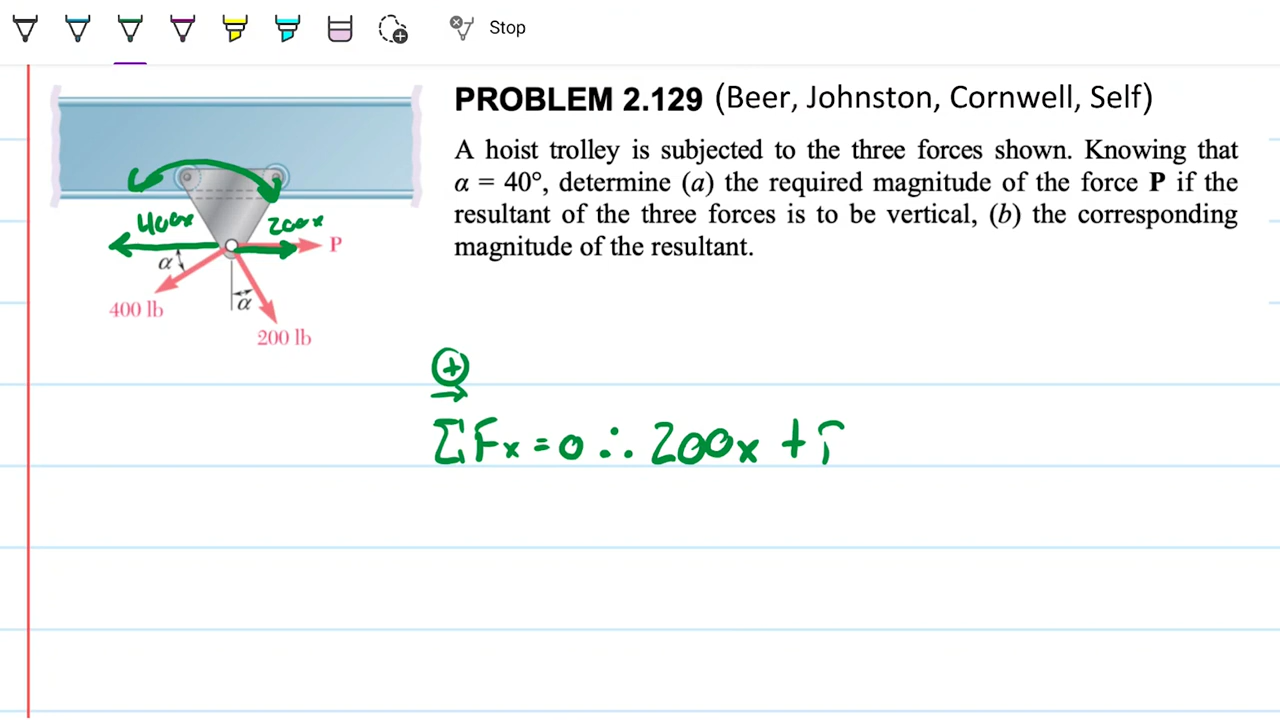 Stop
PROBLEM 2.129 (Beer, Johnston, Cornwell, Self)
A hoist trolley is subjected to the three forces shown. Knowing that
α = 40°, determine (a) the required magnitude of the force P if the
resultant of the three forces is to be vertical, (b) the corresponding
magnitude of the resultant.
400x
200x
P
α
α
400 lb
200 lb
+
→
ΣFx = 0 ∴ 200x +